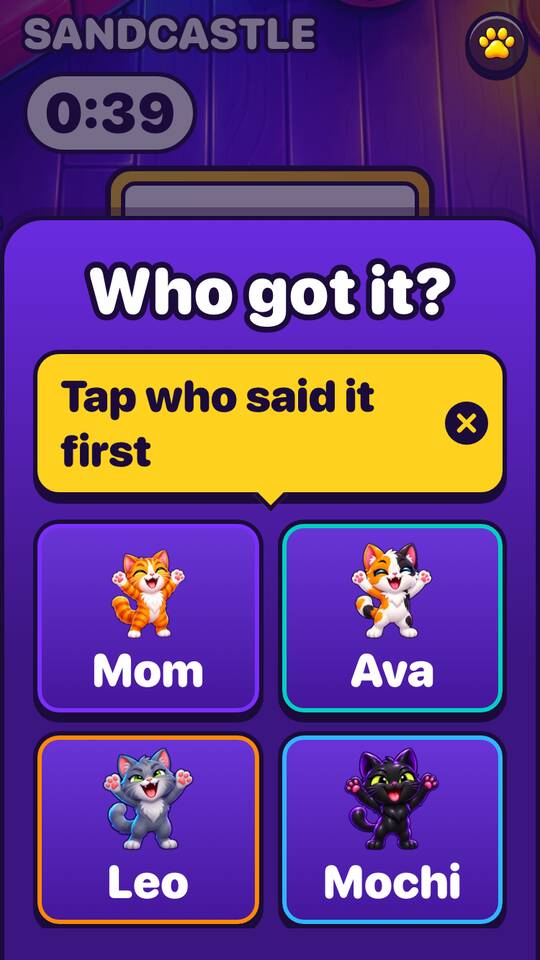 SANDCASTLE
0:39
Who got it?
Tap who said it
first
Mom
Ava
Leo
Mochi